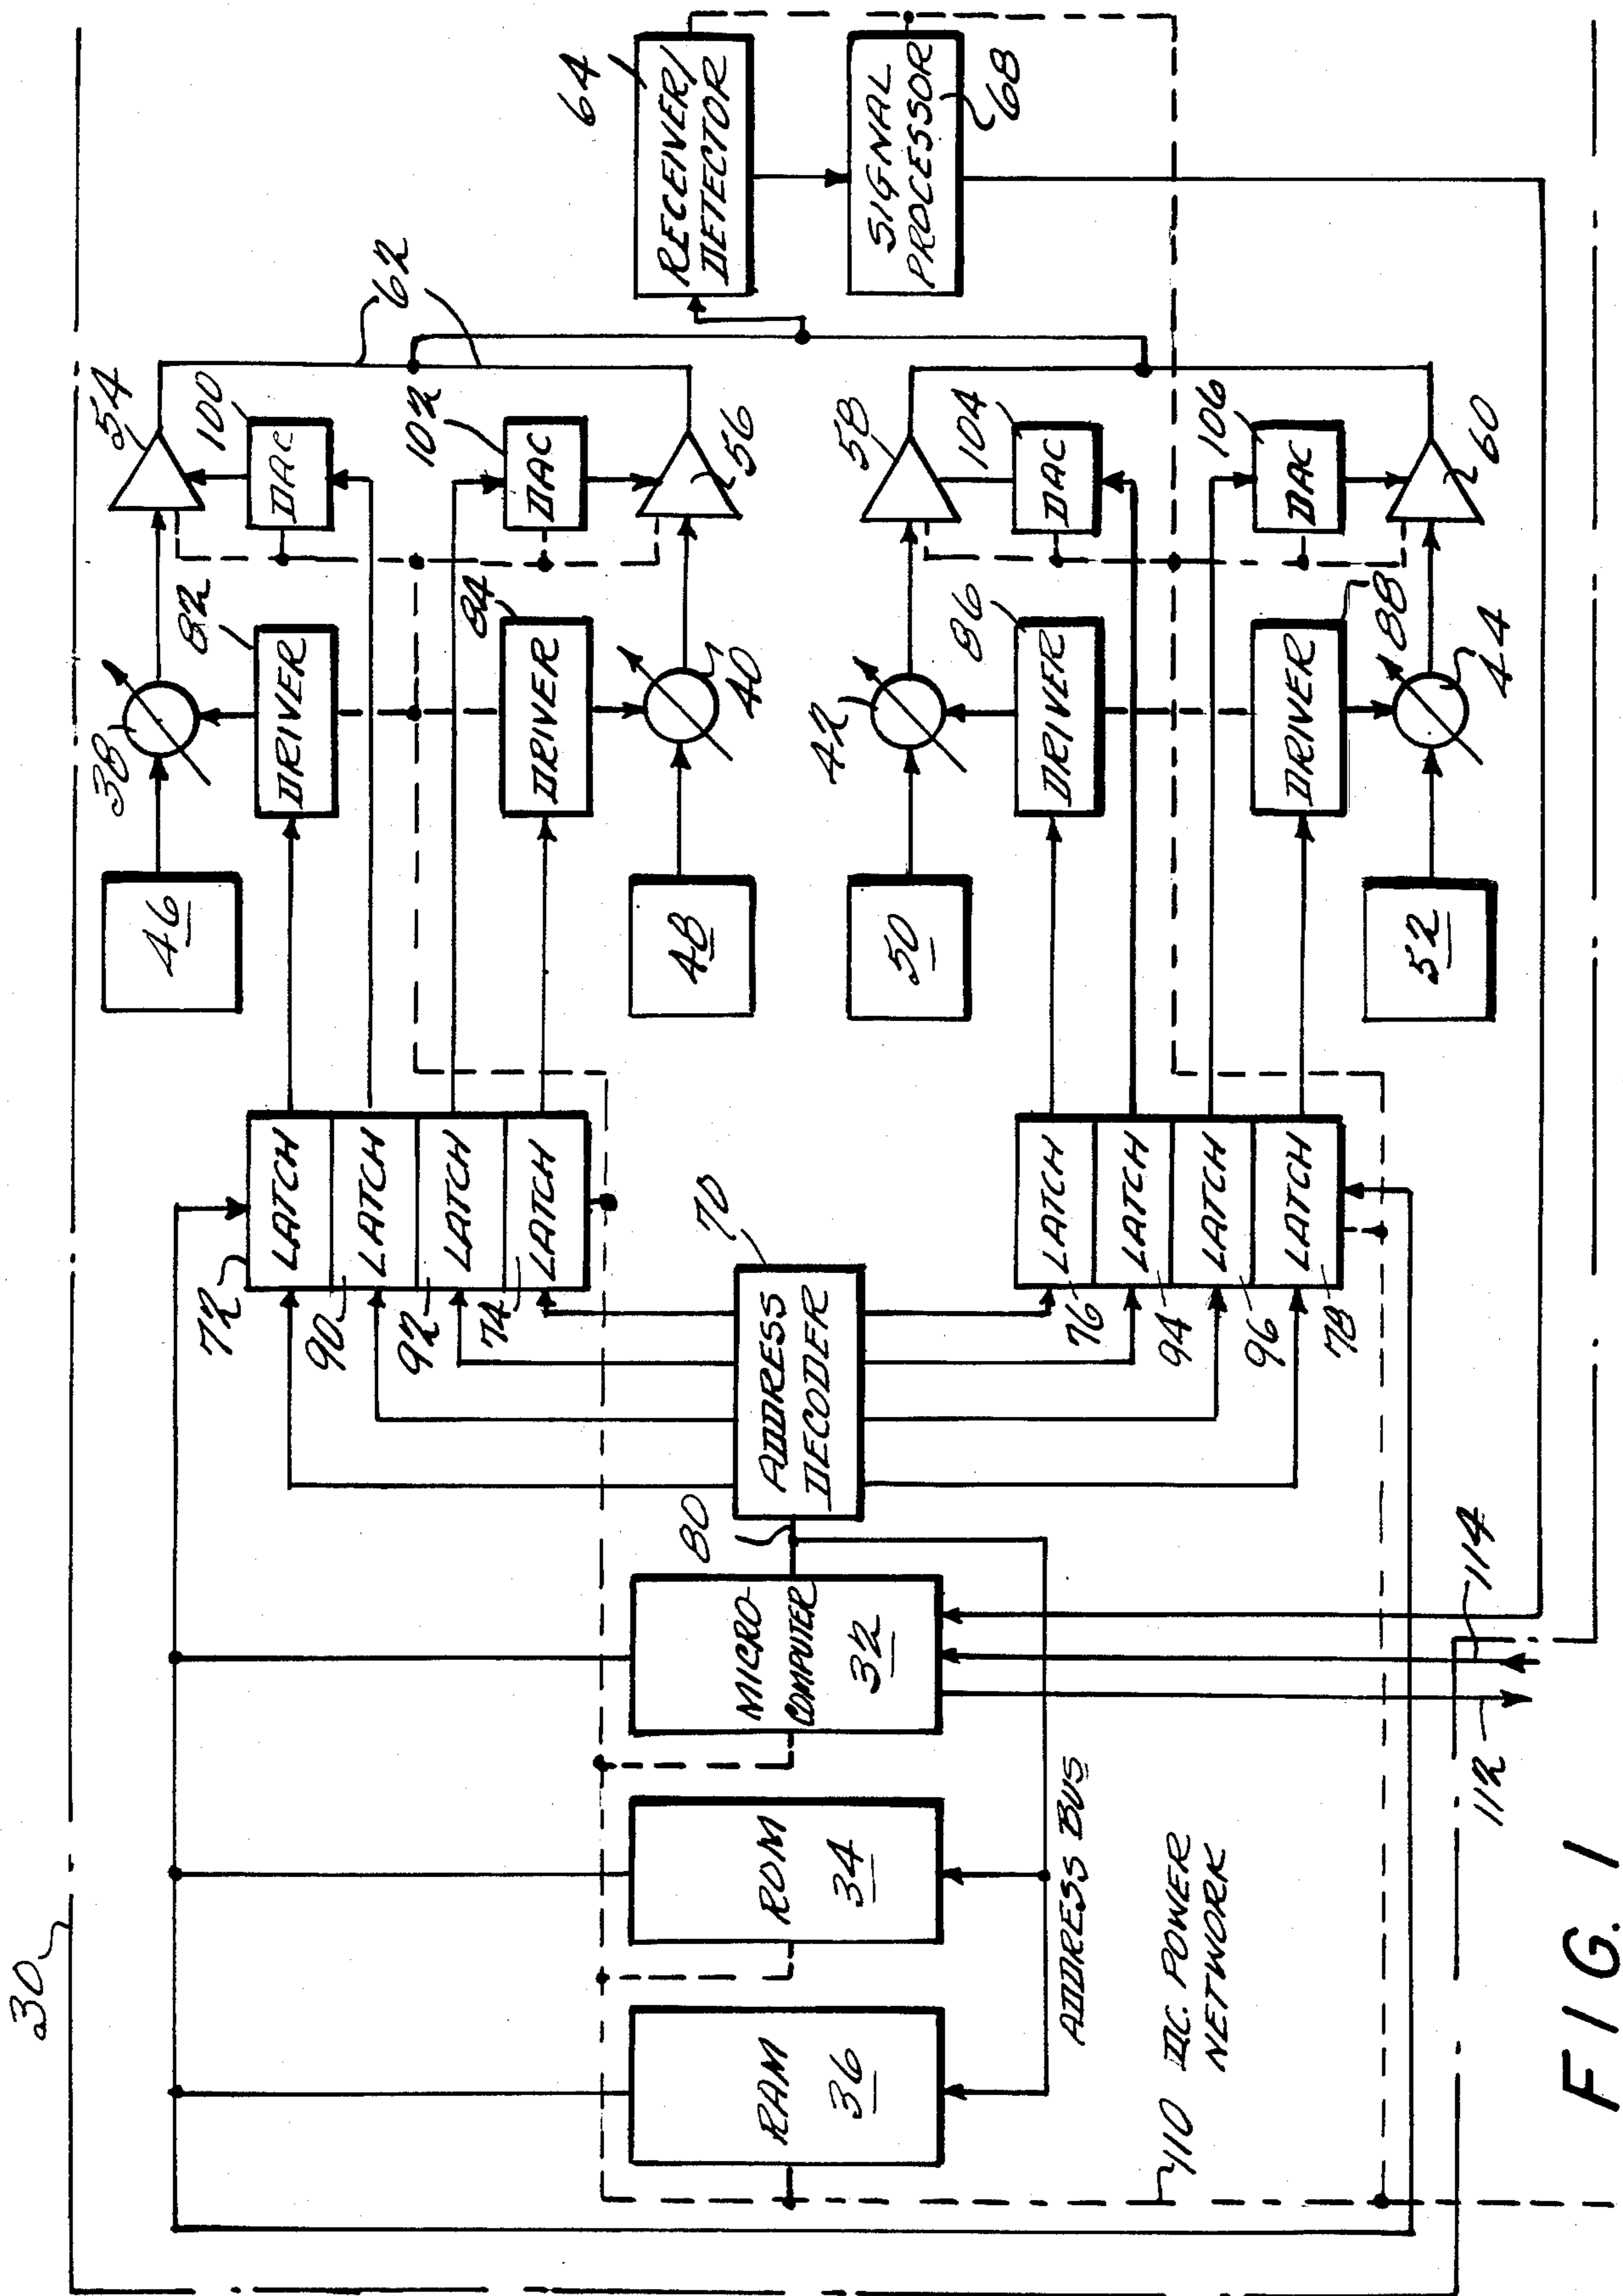 30
46
38
54
82
DRIVER
100
DAC
62
72
LATCH
90
LATCH
92
LATCH
74
LATCH
102
DAC
84
DRIVER
56
40
48
64
RECEIVER/
DETECTOR
SIGNAL
PROCESSOR
68
RAM
36
ROM
34
MICRO-
COMPUTER
32
80
ADDRESS
DECODER
70
50
42
58
86
DRIVER
104
DAC
76
LATCH
94
LATCH
96
LATCH
78
LATCH
106
DAC
DRIVER
88
60
44
52
ADDRESS BUS
110 D.C. POWER
NETWORK
112
114
FIG. 1